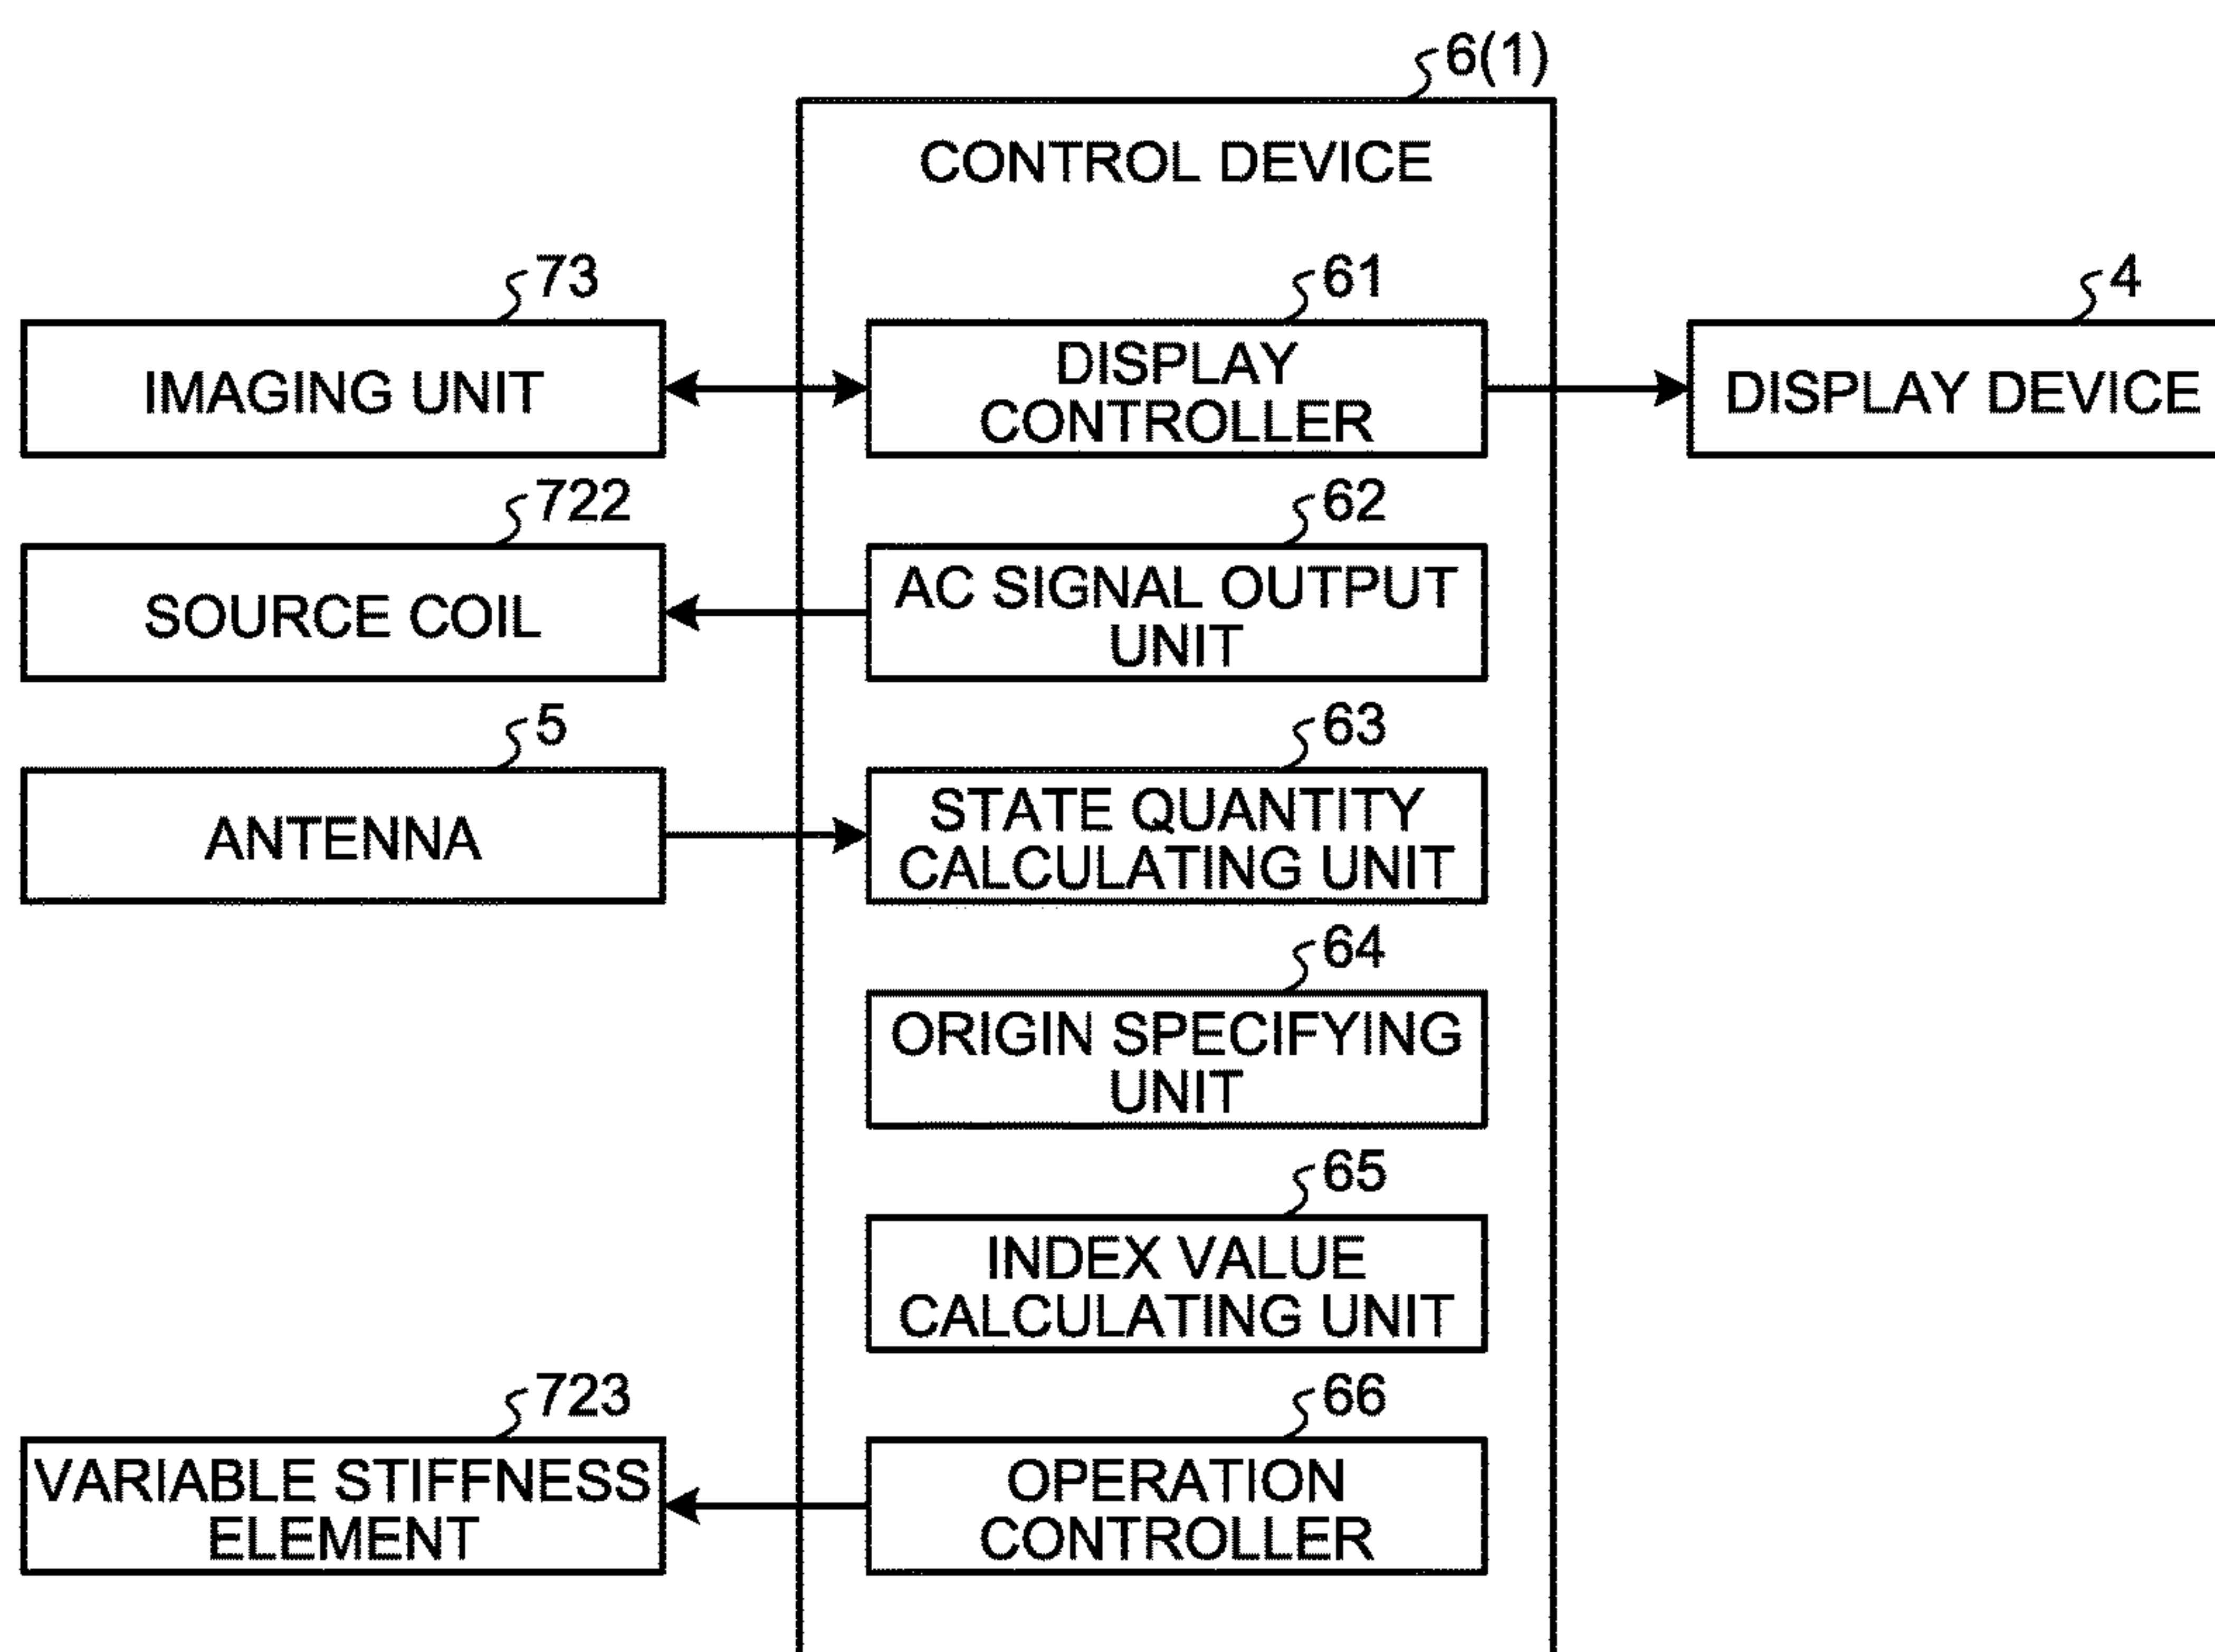 6(1)
CONTROL DEVICE
73
61
4
IMAGING UNIT
DISPLAY
CONTROLLER
DISPLAY DEVICE
722
62
SOURCE COIL
AC SIGNAL OUTPUT
UNIT
5
63
ANTENNA
STATE QUANTITY
CALCULATING UNIT
64
ORIGIN SPECIFYING
UNIT
65
INDEX VALUE
CALCULATING UNIT
723
66
VARIABLE STIFFNESS
ELEMENT
OPERATION
CONTROLLER